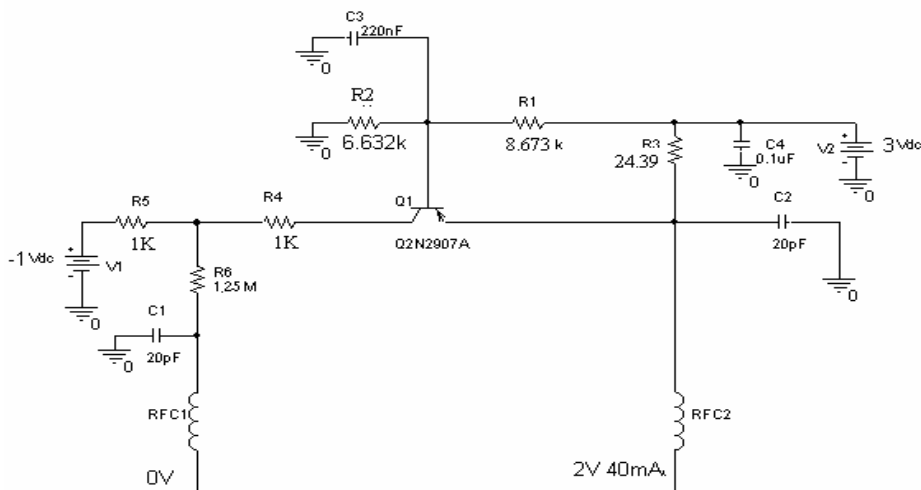 C3
220nF
0
R2
6.632k
0
R1
8.673 k
R3
24.39
C4
0.1uF
0
V2
3Vdc
R5
1K
R4
1K
Q1
Q2N2907A
C2
20pF
0
-1 Vdc
V1
0
R6
1.25 M
C1
20pF
0
RFC1
RFC2
0V
2V 40mA